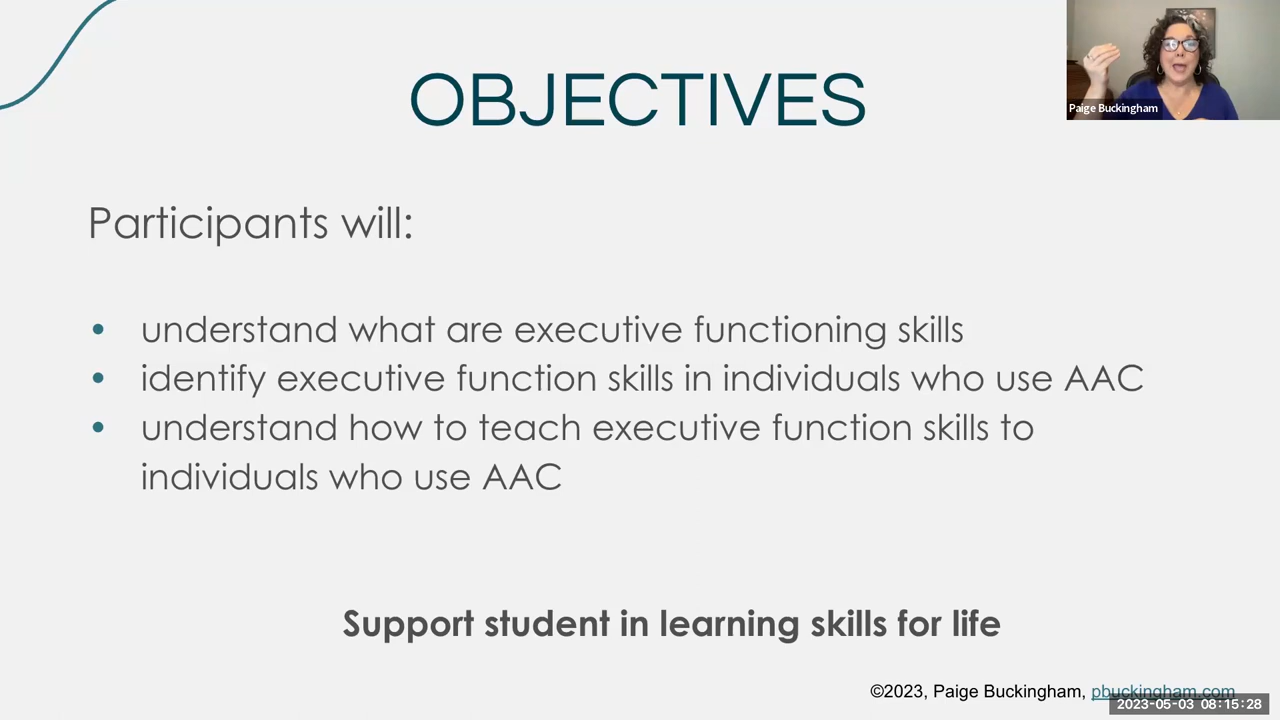 OBJECTIVES
Paige Buckingham
Participants will:
• understand what are executive functioning skills
• identify executive function skills in individuals who use AAC
• understand how to teach executive function skills to
individuals who use AAC
Support student in learning skills for life
©2023, Paige Buckingham, pbuckingham.com
2023-05-03 08:15:28